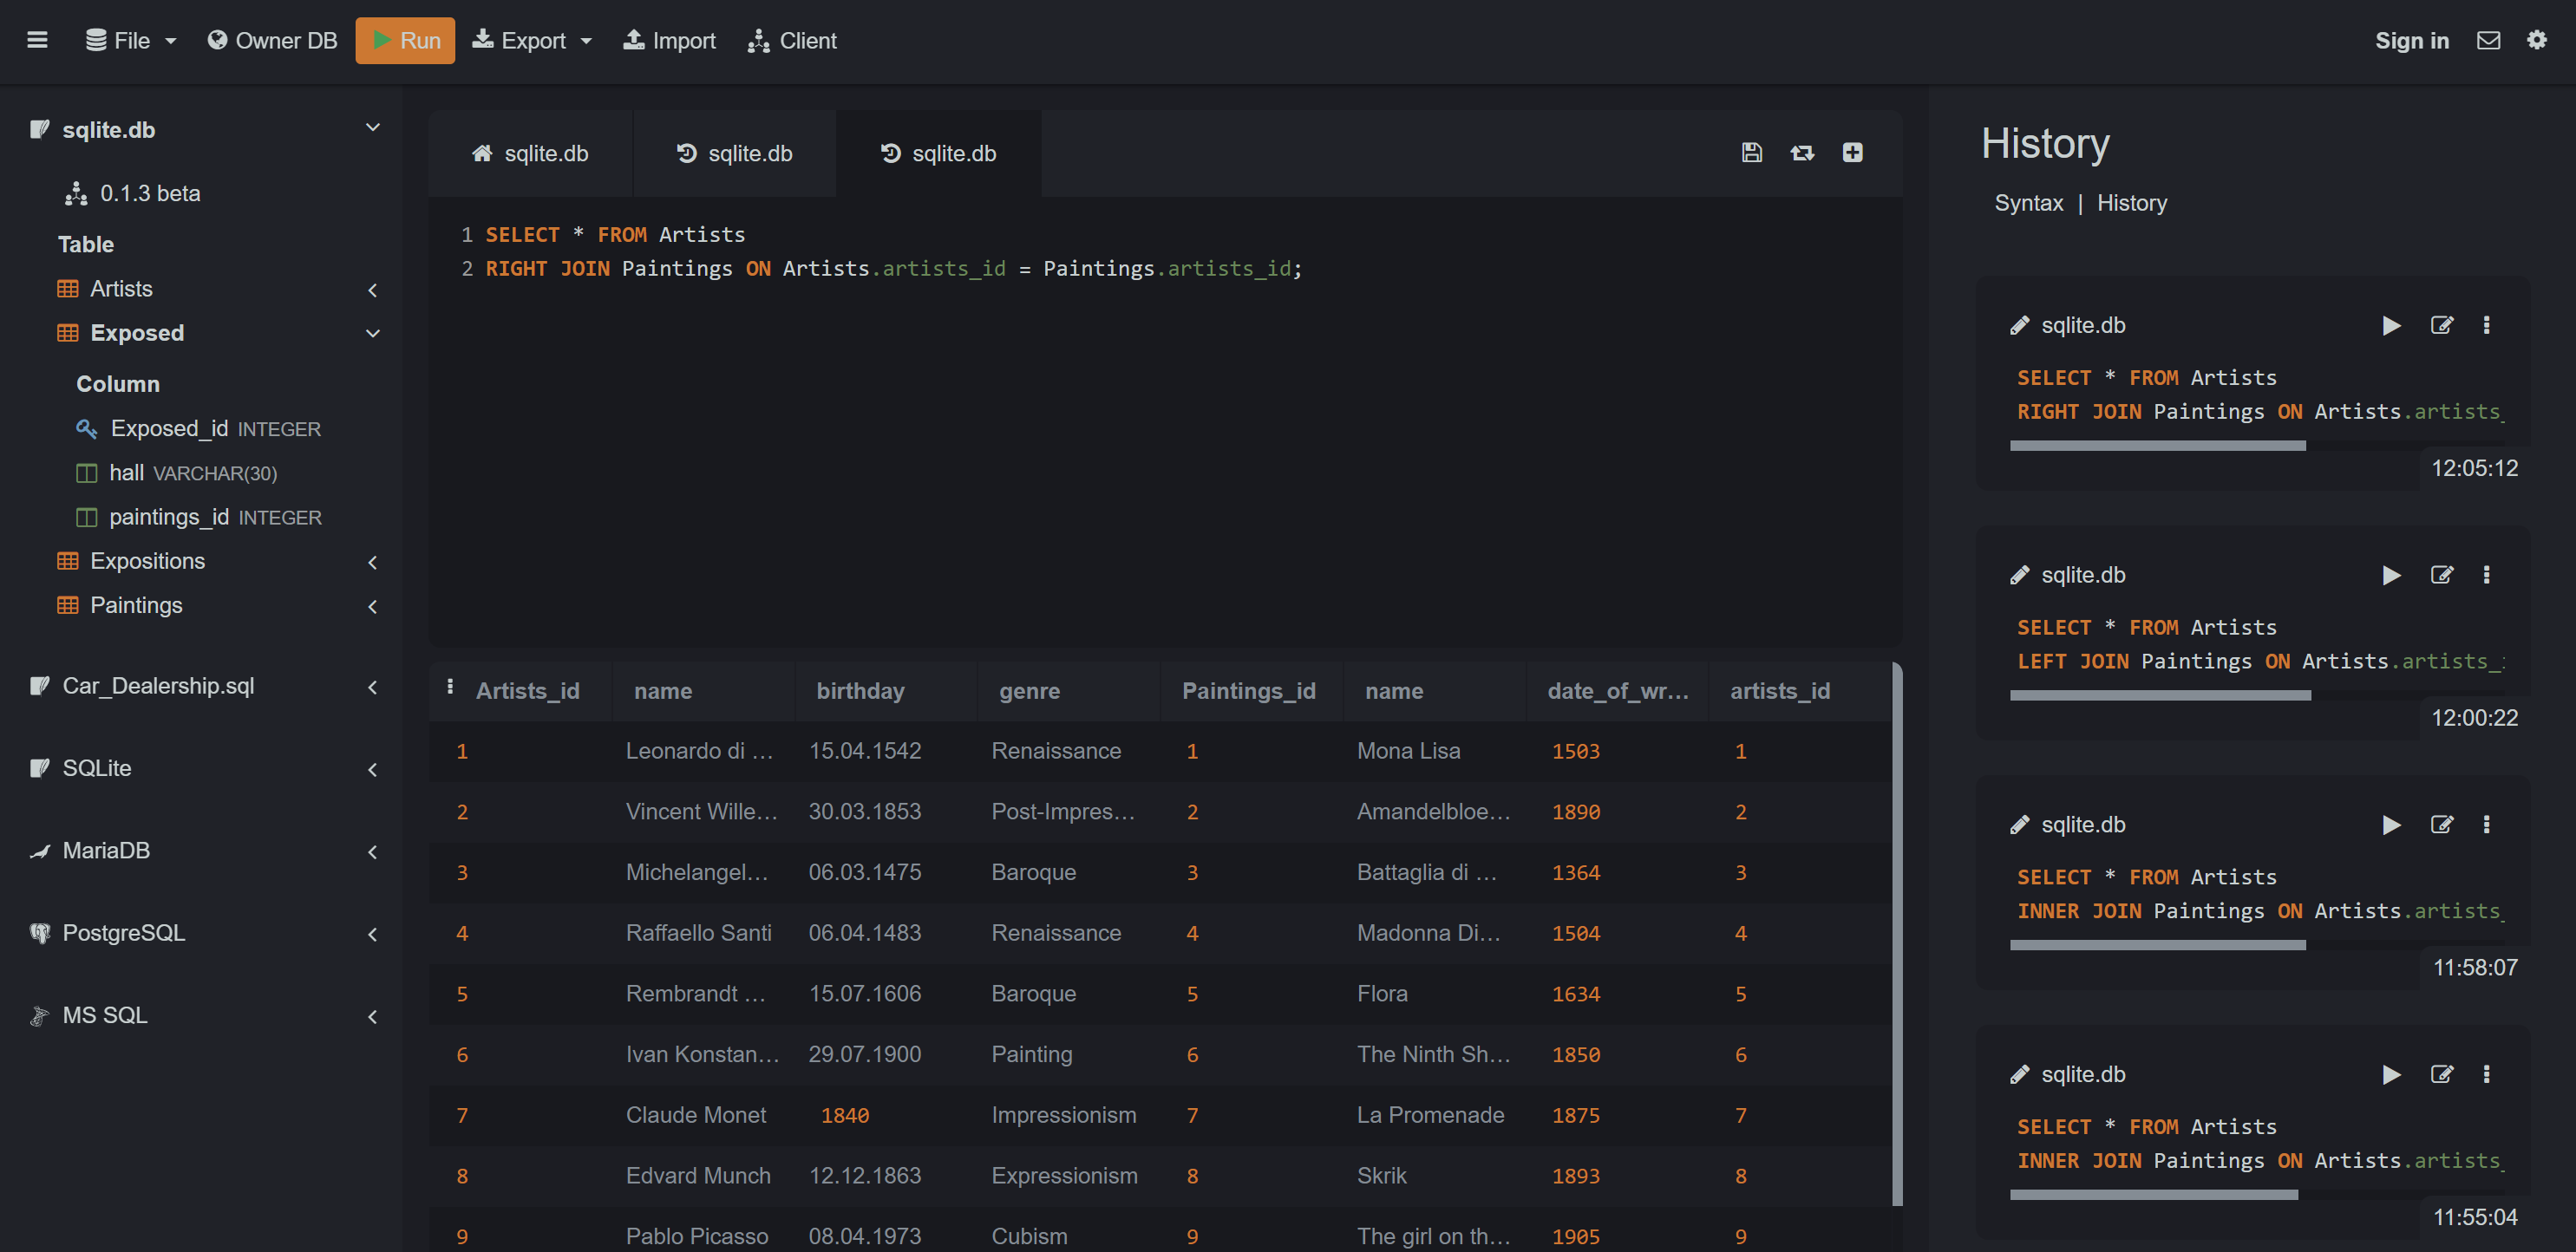 File Owner DB Run Export Import Client Sign in
sqlite.db
0.1.3 beta
Table
Artists
Exposed
Column
Exposed_id INTEGER
hall VARCHAR(30)
paintings_id INTEGER
Expositions
Paintings
Car_Dealership.sql
SQLite
MariaDB
PostgreSQL
MS SQL
sqlite.db sqlite.db sqlite.db
1 SELECT * FROM Artists
2 RIGHT JOIN Paintings ON Artists.artists_id = Paintings.artists_id;
Artists_id name birthday genre Paintings_id name date_of_wr... artists_id
1 Leonardo di ... 15.04.1542 Renaissance 1 Mona Lisa 1503 1
2 Vincent Wille... 30.03.1853 Post-Impres... 2 Amandelbloe... 1890 2
3 Michelangel... 06.03.1475 Baroque 3 Battaglia di ... 1364 3
4 Raffaello Santi 06.04.1483 Renaissance 4 Madonna Di... 1504 4
5 Rembrandt ... 15.07.1606 Baroque 5 Flora 1634 5
6 Ivan Konstan... 29.07.1900 Painting 6 The Ninth Sh... 1850 6
7 Claude Monet 1840 Impressionism 7 La Promenade 1875 7
8 Edvard Munch 12.12.1863 Expressionism 8 Skrik 1893 8
9 Pablo Picasso 08.04.1973 Cubism 9 The girl on th... 1905 9
History
Syntax | History
sqlite.db
SELECT * FROM Artists
RIGHT JOIN Paintings ON Artists.artists_
12:05:12
sqlite.db
SELECT * FROM Artists
LEFT JOIN Paintings ON Artists.artists_
12:00:22
sqlite.db
SELECT * FROM Artists
INNER JOIN Paintings ON Artists.artists_
11:58:07
sqlite.db
SELECT * FROM Artists
INNER JOIN Paintings ON Artists.artists_
11:55:04